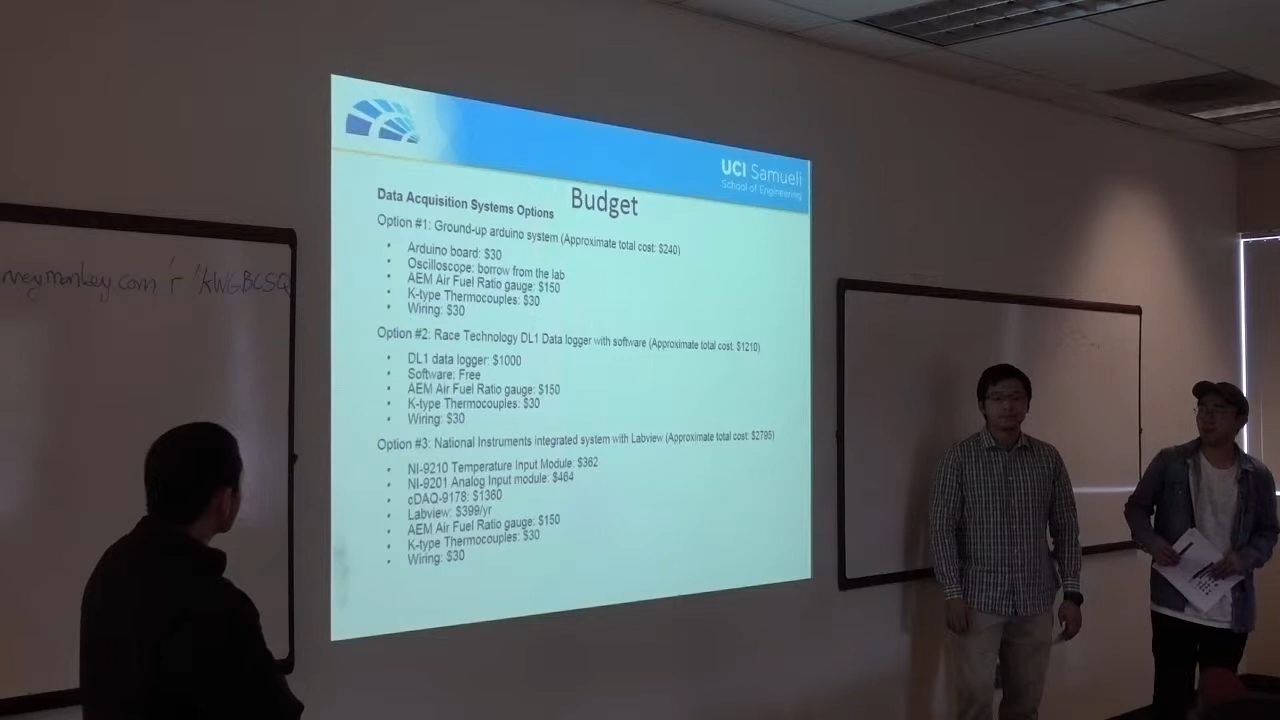 UCI Samueli
School of Engineering
Budget
Data Acquisition Systems Options
Option #1: Ground-up arduino system (Approximate total cost: $240)
• Arduino board: $30
• Oscilloscope: borrow from the lab
• AEM Air Fuel Ratio gauge: $150
• K-type Thermocouples: $30
• Wiring: $30
Option #2: Race Technology DL1 Data logger with software (Approximate total cost: $1210)
• DL1 data logger: $1000
• Software: Free
• AEM Air Fuel Ratio gauge: $150
• K-type Thermocouples: $30
• Wiring: $30
Option #3: National Instruments integrated system with Labview (Approximate total cost: $2795)
• NI-9210 Temperature Input Module: $362
• NI-9201 Analog Input module: $464
• cDAQ-9178: $1360
• Labview: $399/yr
• AEM Air Fuel Ratio gauge: $150
• K-type Thermocouples: $30
• Wiring: $30
veymonkey.com